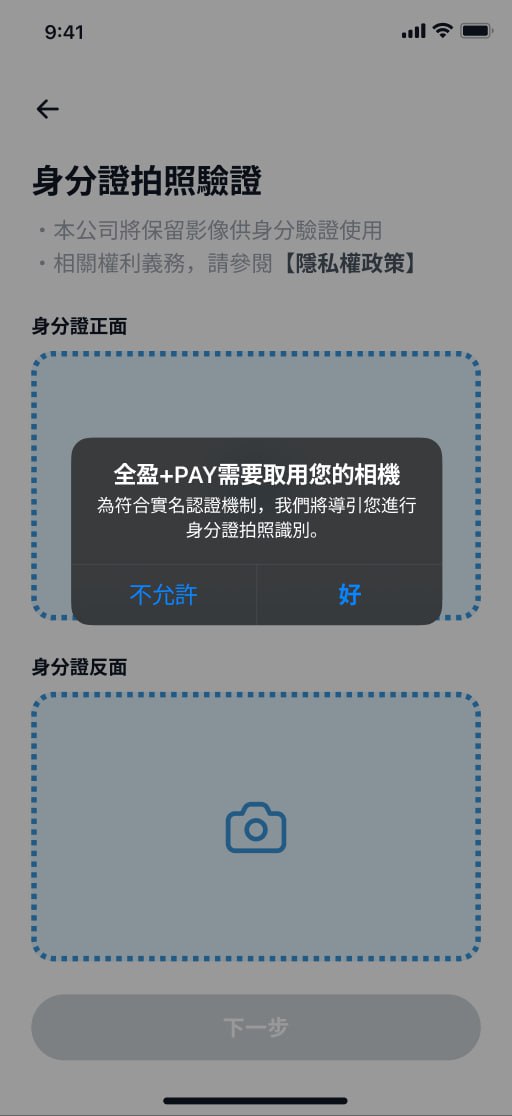 9:41
身分證拍照驗證
・本公司將保留影像供身分驗證使用
・相關權利義務，請參閱【隱私權政策】
身分證正面
全盈+PAY需要取用您的相機
為符合實名認證機制，我們將導引您進行
身分證拍照識別。
不允許 好
身分證反面
下一步